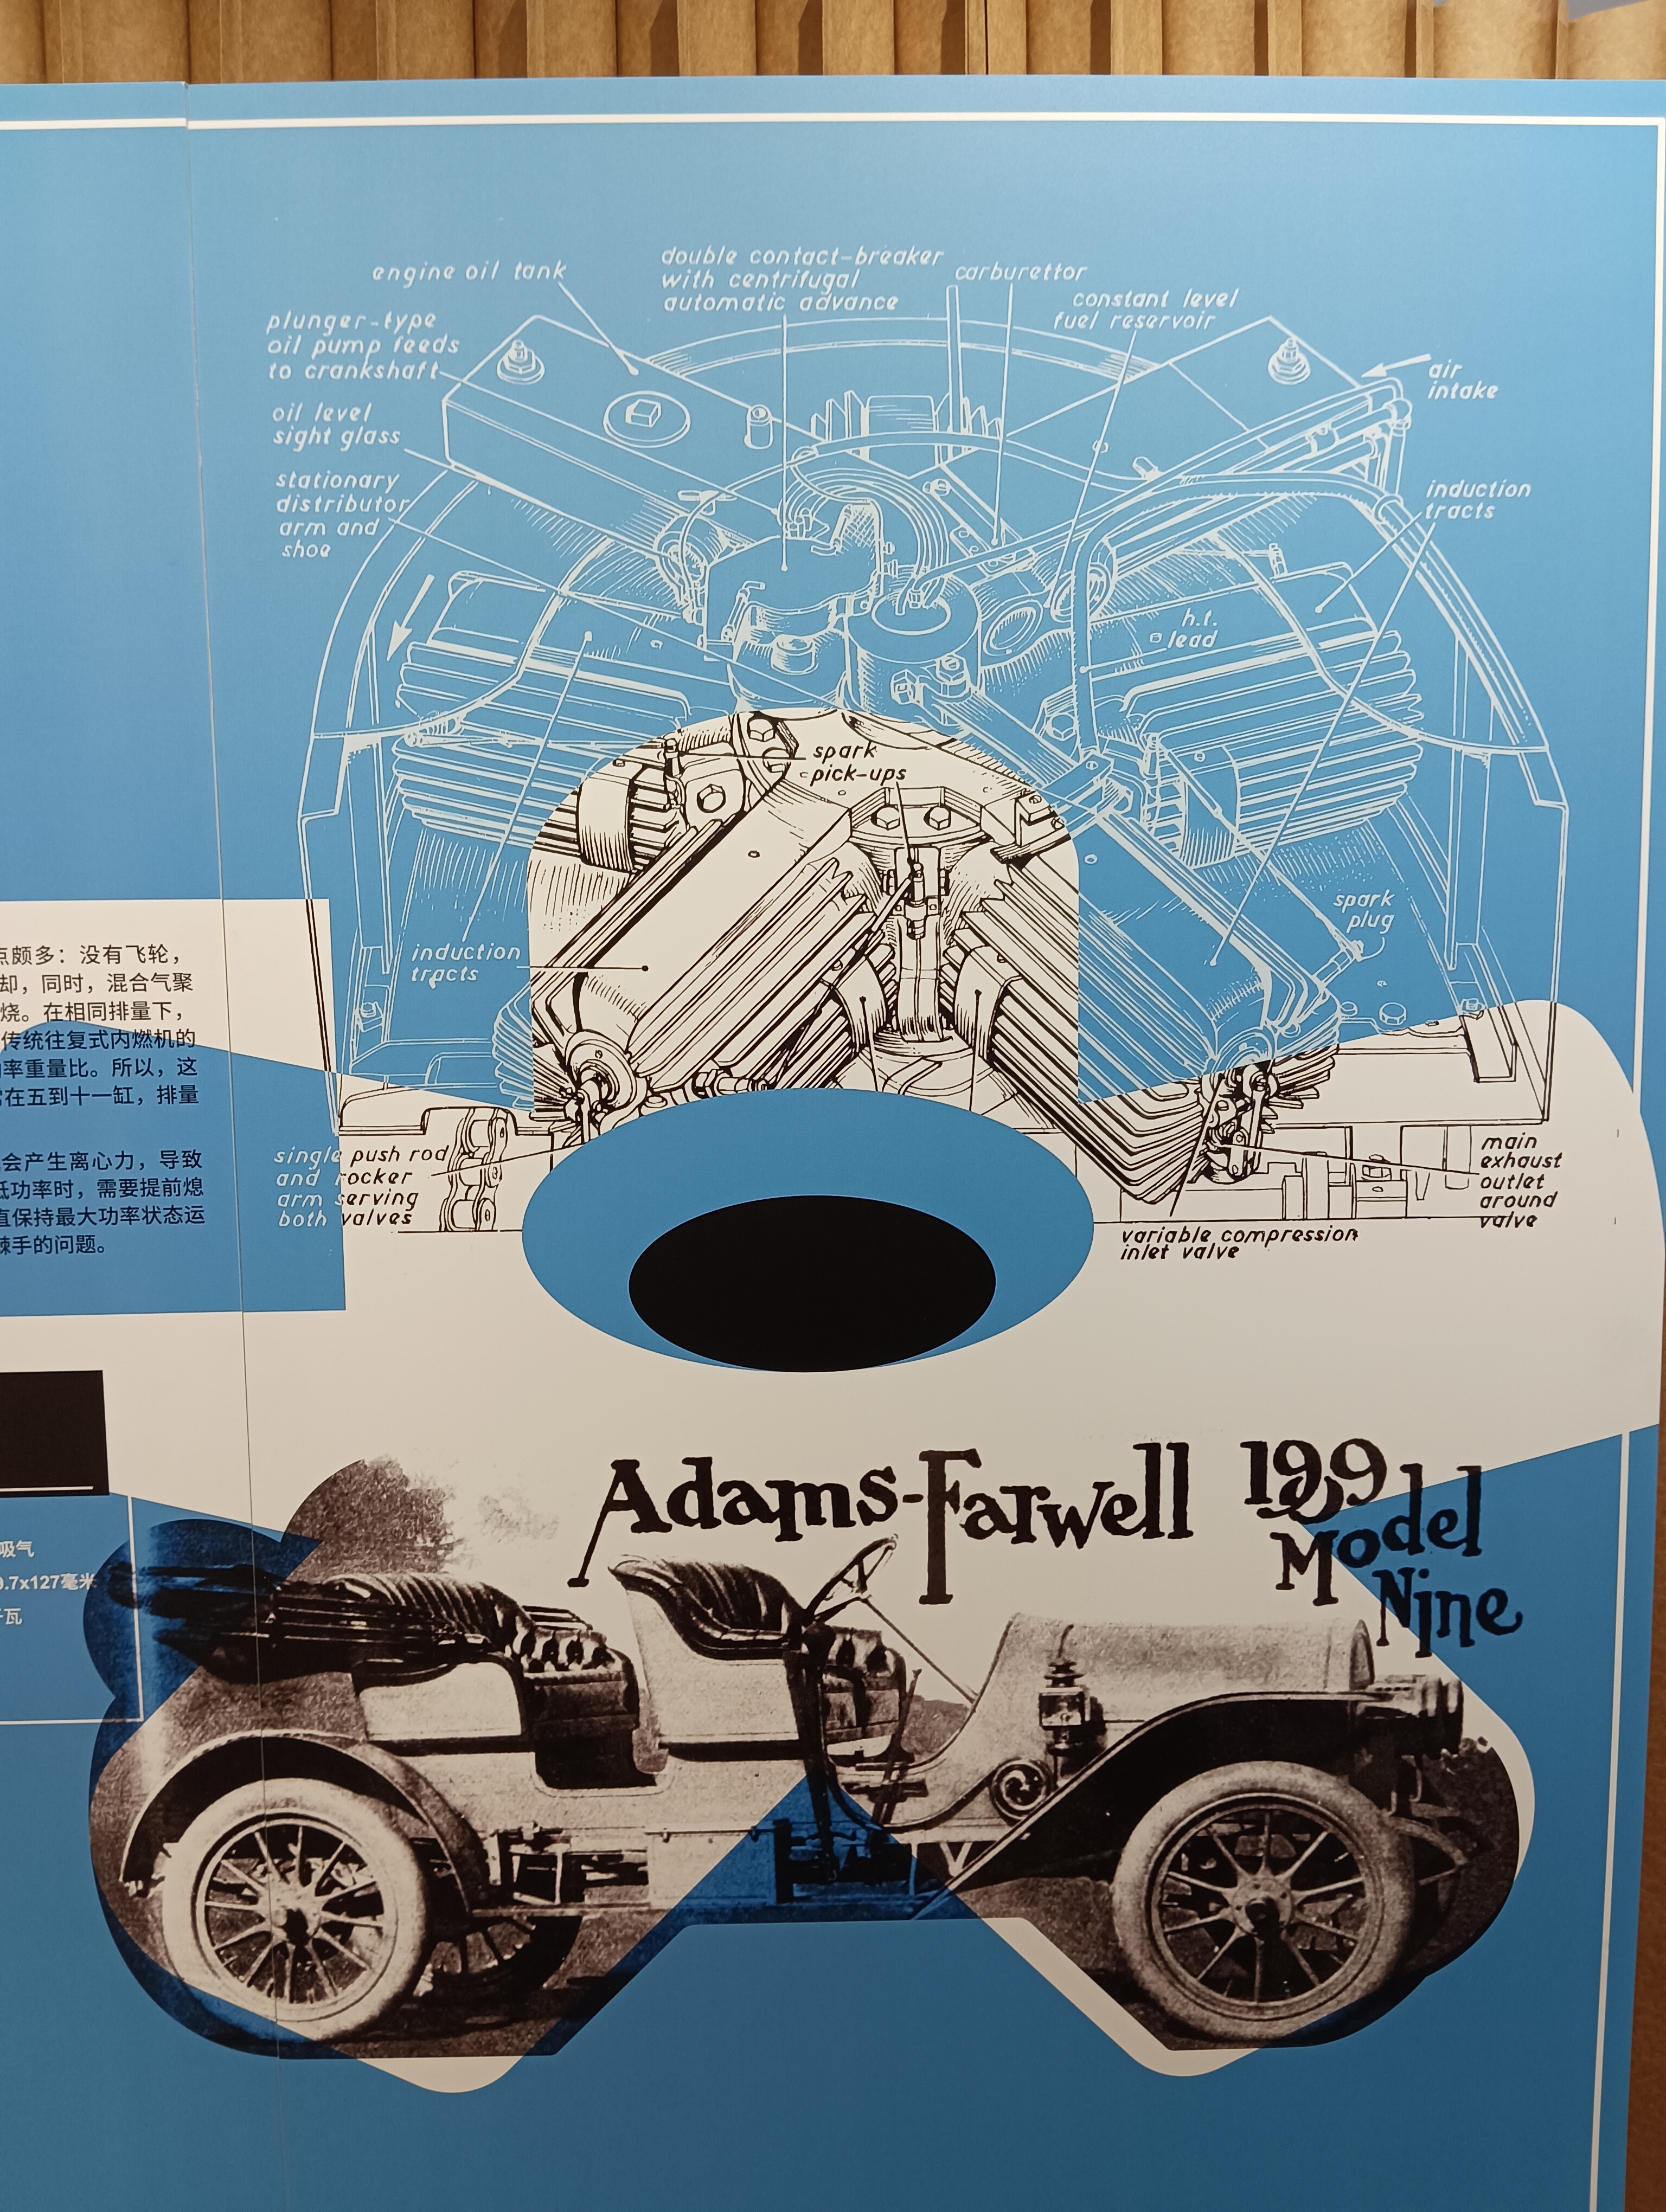 engine oil tank
double contact-breaker
with centrifugal
automatic advance
carburettor
constant level
fuel reservoir
plunger-type
oil pump feeds
to crankshaft
air
intake
oil level
sight glass
stationary
distributor
arm and
shoe
induction
tracts
h.t.
lead
spark
pick-ups
spark
plug
induction
tracts
single push rod
and rocker
arm serving
both valves
main
exhaust
outlet
around
valve
variable compression
inlet valve
点颇多：没有飞轮，
却，同时，混合气聚
烧。在相同排量下，
传统往复式内燃机的
率重量比。所以，这
常在五到十一缸，排量
会产生离心力，导致
低功率时，需要提前熄
直保持最大功率状态运
棘手的问题。
吸气
9.7x127毫米
千瓦
Adams-Farwell 1909
Model
Nine